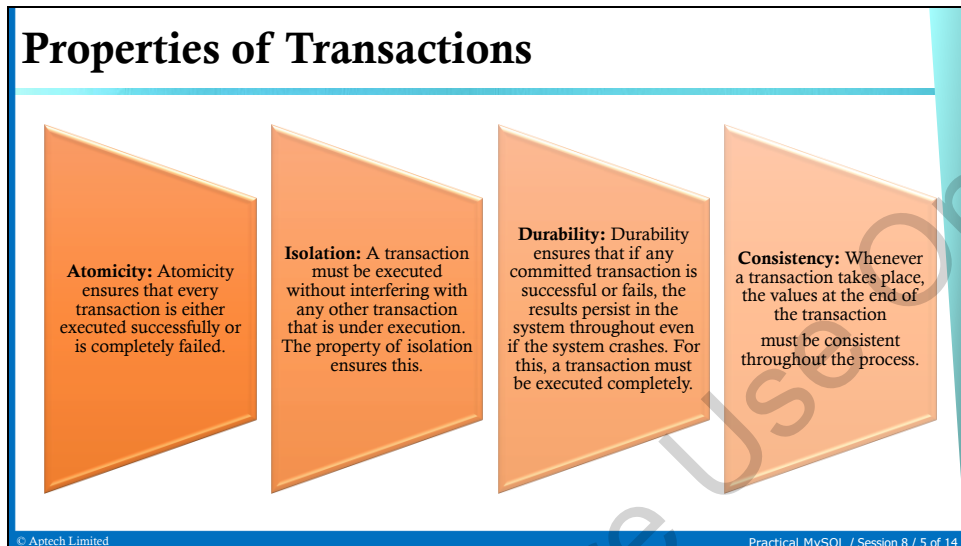 Properties of Transactions
Atomicity: Atomicity
ensures that every
transaction is either
executed successfully or
is completely failed.
Isolation: A transaction
must be executed
without interfering with
any other transaction
that is under execution.
The property of isolation
ensures this.
Durability: Durability
ensures that if any
committed transaction is
successful or fails, the
results persist in the
system throughout even
if the system crashes. For
this, a transaction must
be executed completely.
Consistency: Whenever
a transaction takes place,
the values at the end of
the transaction
must be consistent
throughout the process.
Use
© Aptech Limited
Practical MySQL / Session 8 / 5 of 14